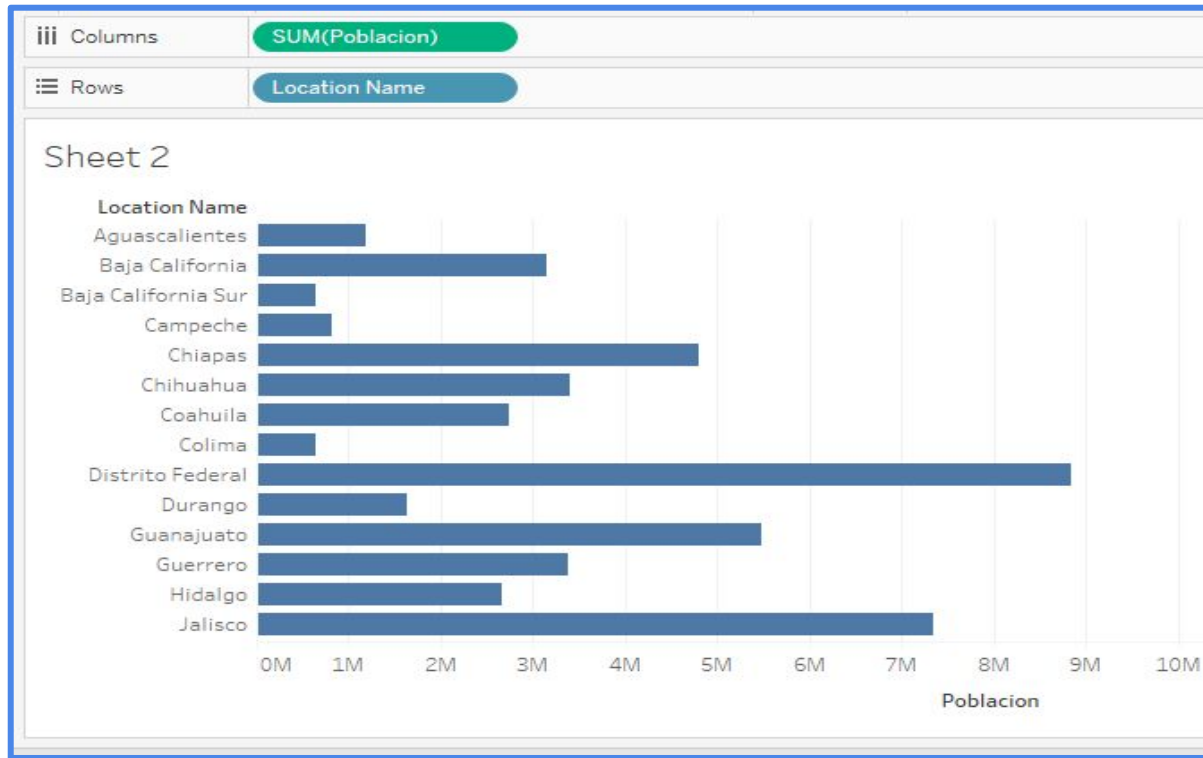 Columns SUM(Poblacion)
Rows Location Name
Sheet 2
Location Name
Aguascalientes
Baja California
Baja California Sur
Campeche
Chiapas
Chihuahua
Coahuila
Colima
Distrito Federal
Durango
Guanajuato
Guerrero
Hidalgo
Jalisco
0M 1M 2M 3M 4M 5M 6M 7M 8M 9M 10M
Poblacion